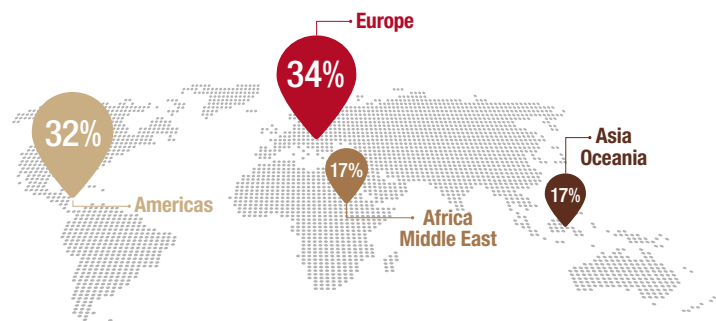 Europe
34%
32%
Americas
17%
Africa
Middle East
Asia
Oceania
17%